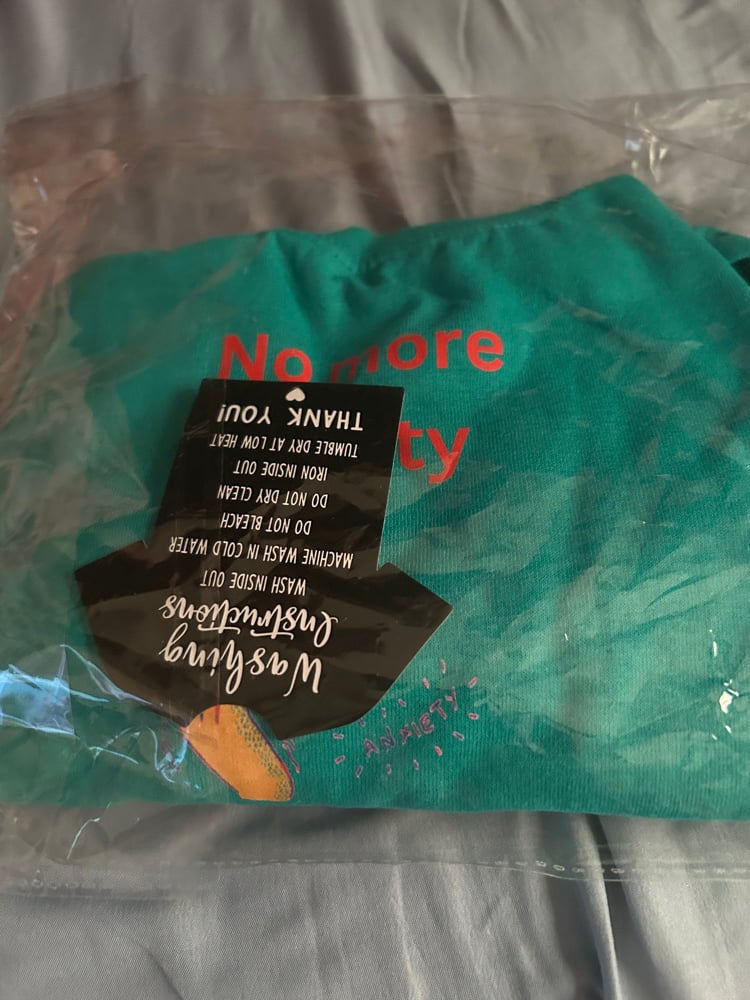 No more
ty
Washing
Instructions
WASH INSIDE OUT
MACHINE WASH IN COLD WATER
DO NOT BLEACH
DO NOT DRY CLEAN
IRON INSIDE OUT
TUMBLE DRY AT LOW HEAT
THANK YOU!
ANXIETY